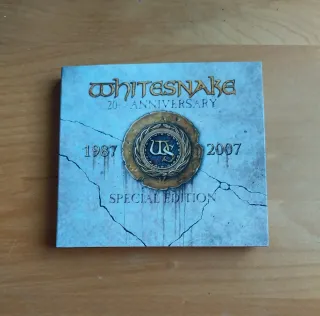 WHITESNAKE
20th ANNIVERSARY
1987 2007
WS
SPECIAL EDITION